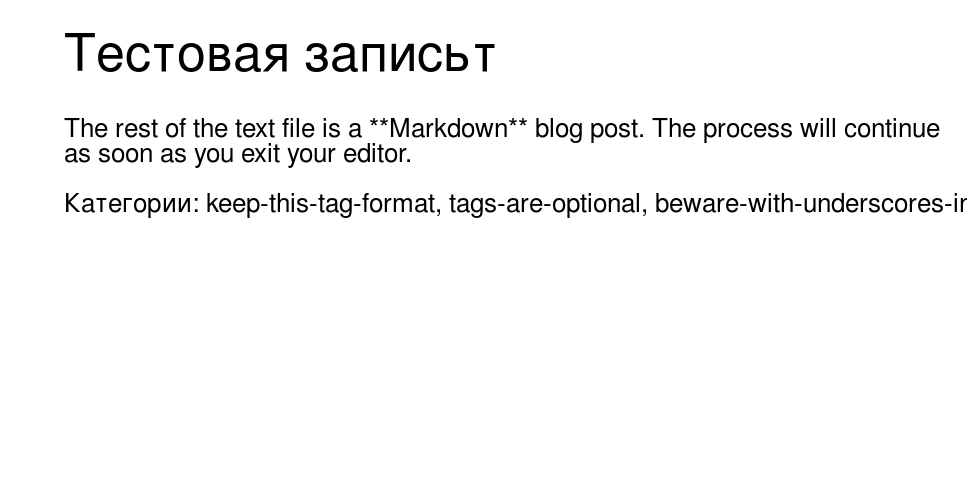 Тестовая записьт
The rest of the text file is a **Markdown** blog post. The process will continue
as soon as you exit your editor.
Категории: keep-this-tag-format, tags-are-optional, beware-with-underscores-in